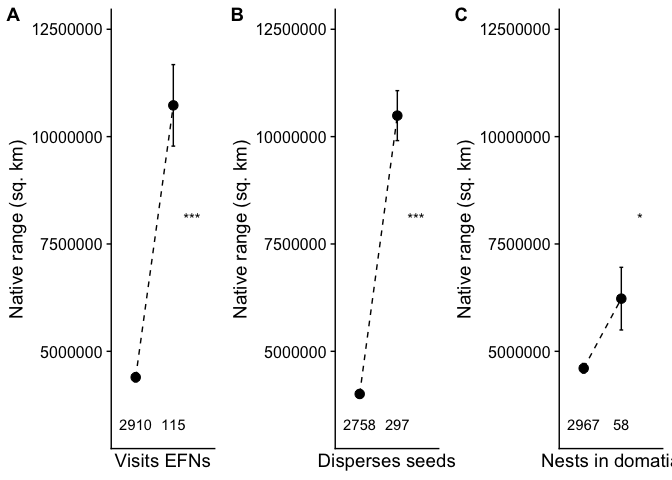 A
12500000
10000000
7500000
5000000
Native range (sq. km)
***
2910 115
Visits EFNs
B
12500000
10000000
7500000
5000000
Native range (sq. km)
***
2758 297
Disperses seeds
C
12500000
10000000
7500000
5000000
Native range (sq. km)
*
2967 58
Nests in domatia